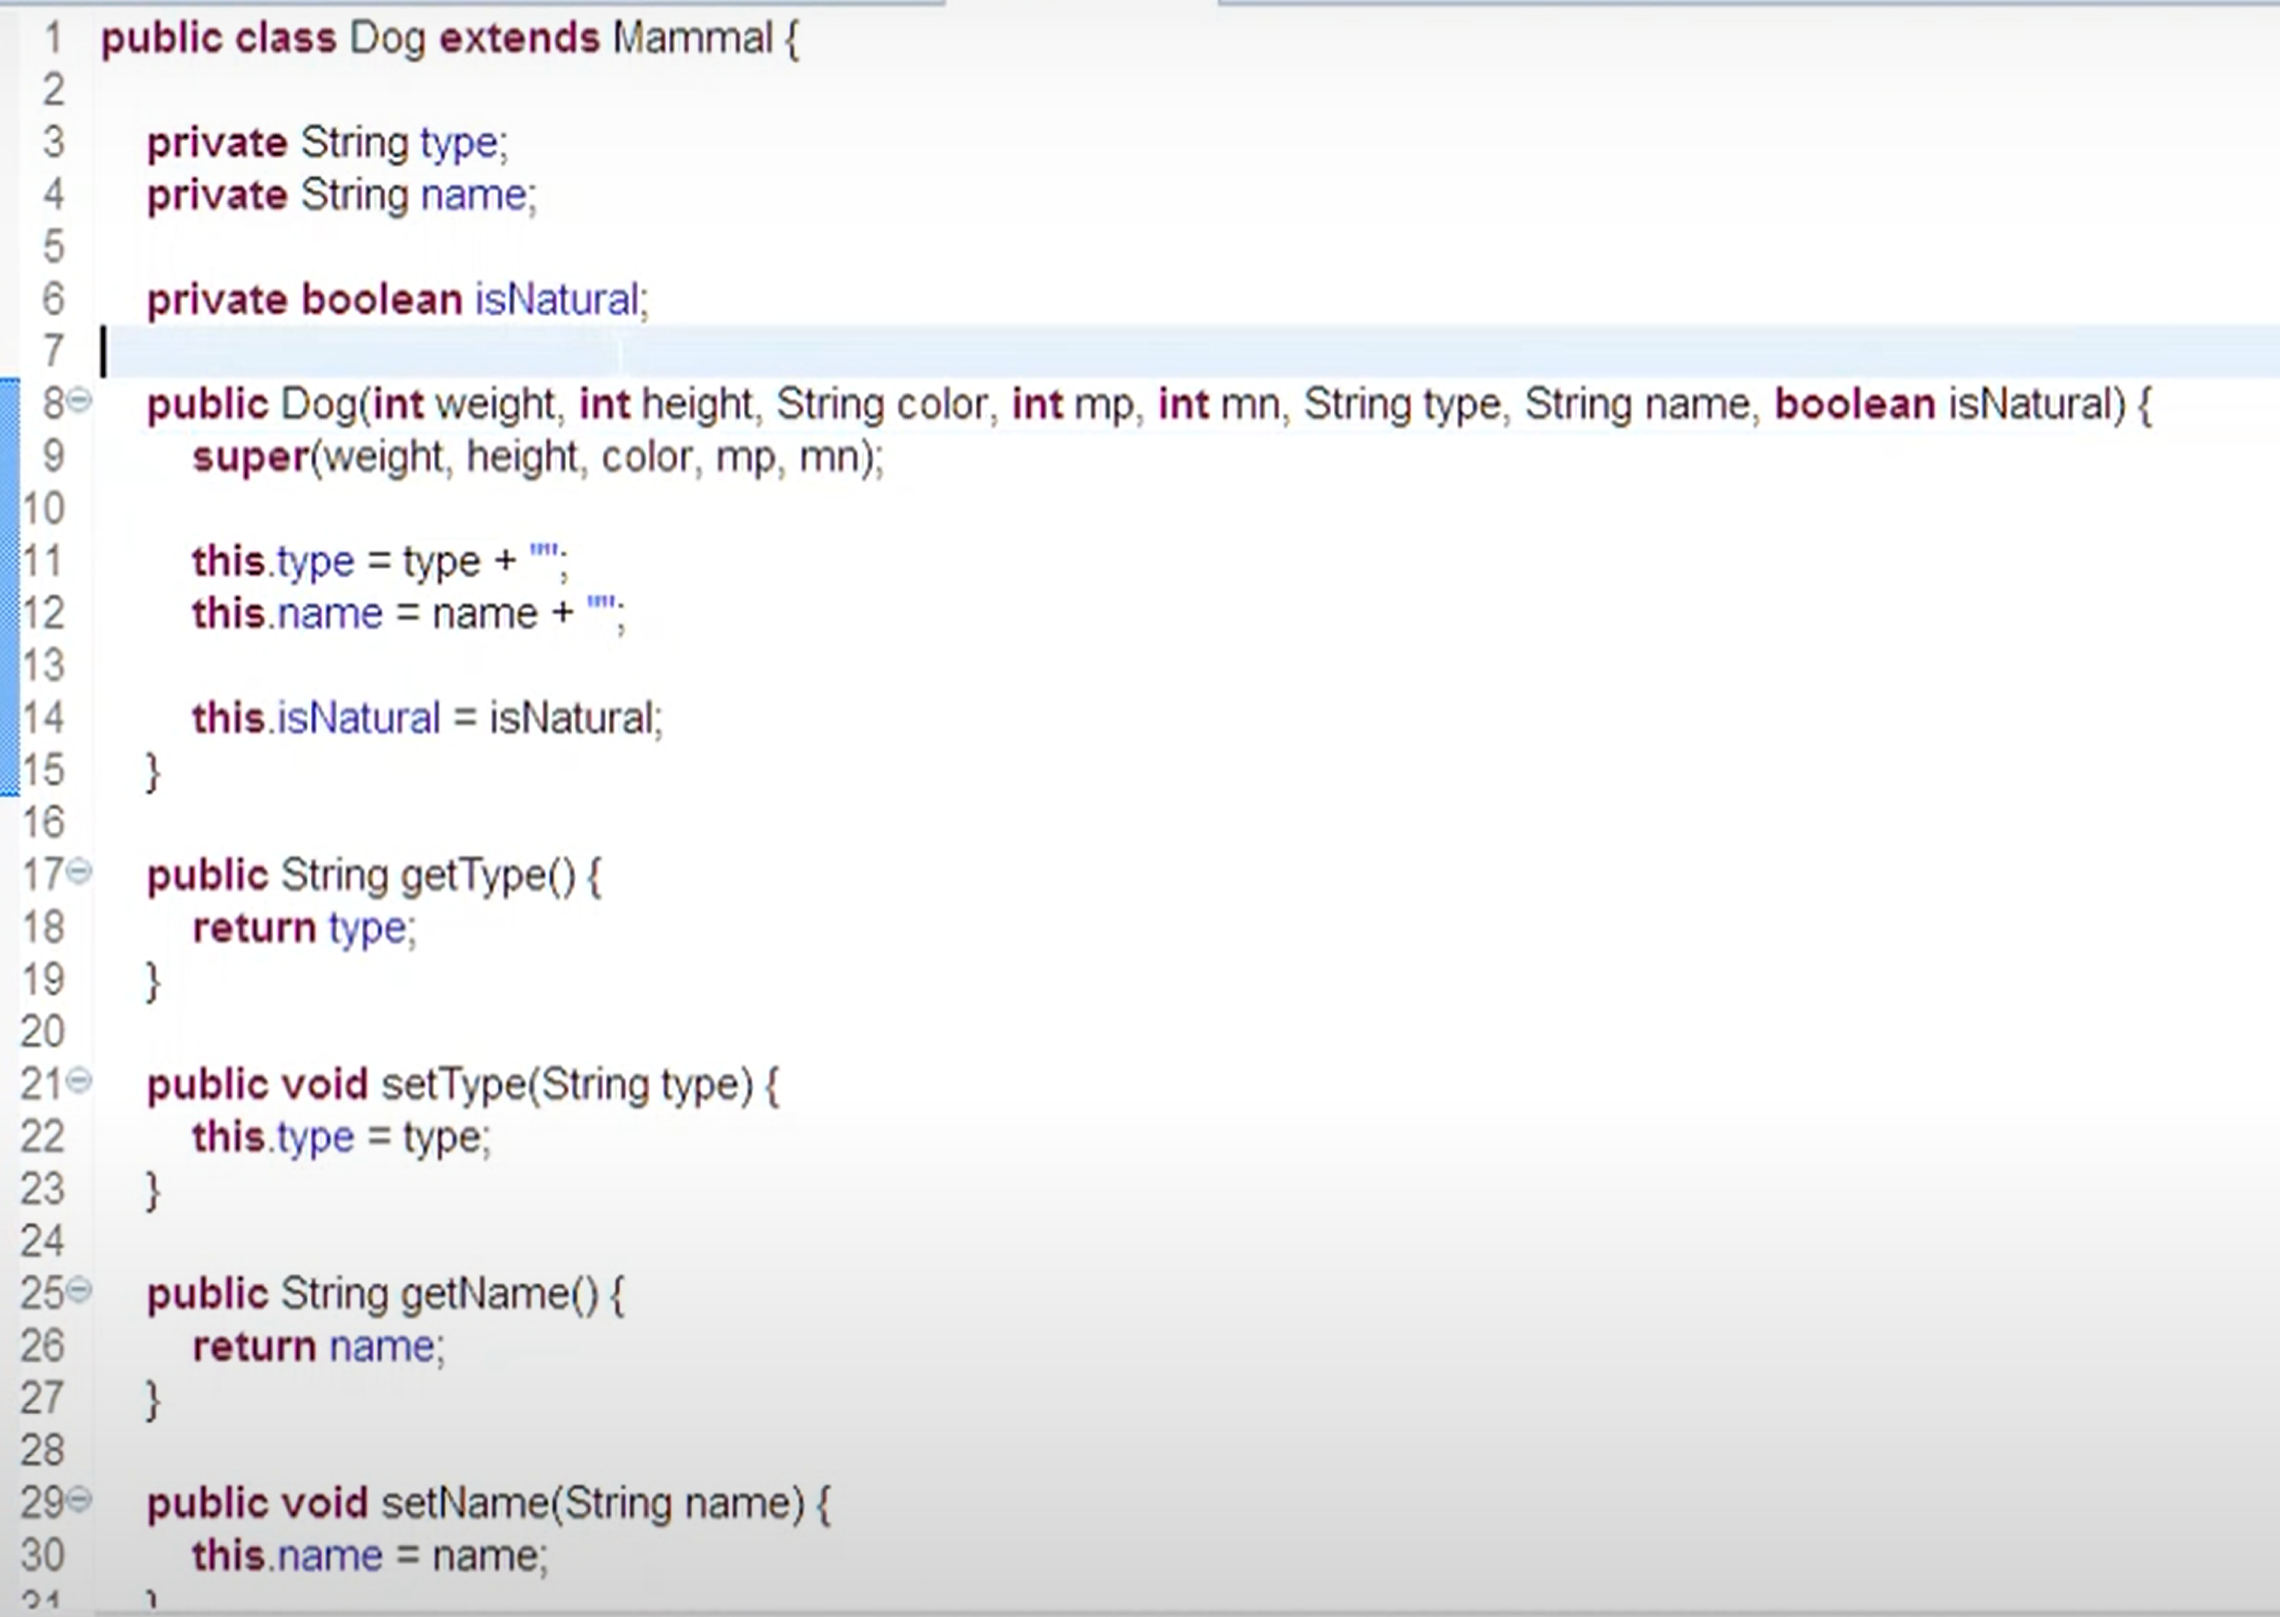 1 public class Dog extends Mammal {
2
3 private String type;
4 private String name;
5
6 private boolean isNatural;
7
8 public Dog(int weight, int height, String color, int mp, int mn, String type, String name, boolean isNatural) {
9 super(weight, height, color, mp, mn);
10
11 this.type = type + "";
12 this.name = name + "";
13
14 this.isNatural = isNatural;
15 }
16
17 public String getType() {
18 return type;
19 }
20
21 public void setType(String type) {
22 this.type = type;
23 }
24
25 public String getName() {
26 return name;
27 }
28
29 public void setName(String name) {
30 this.name = name;
31 }